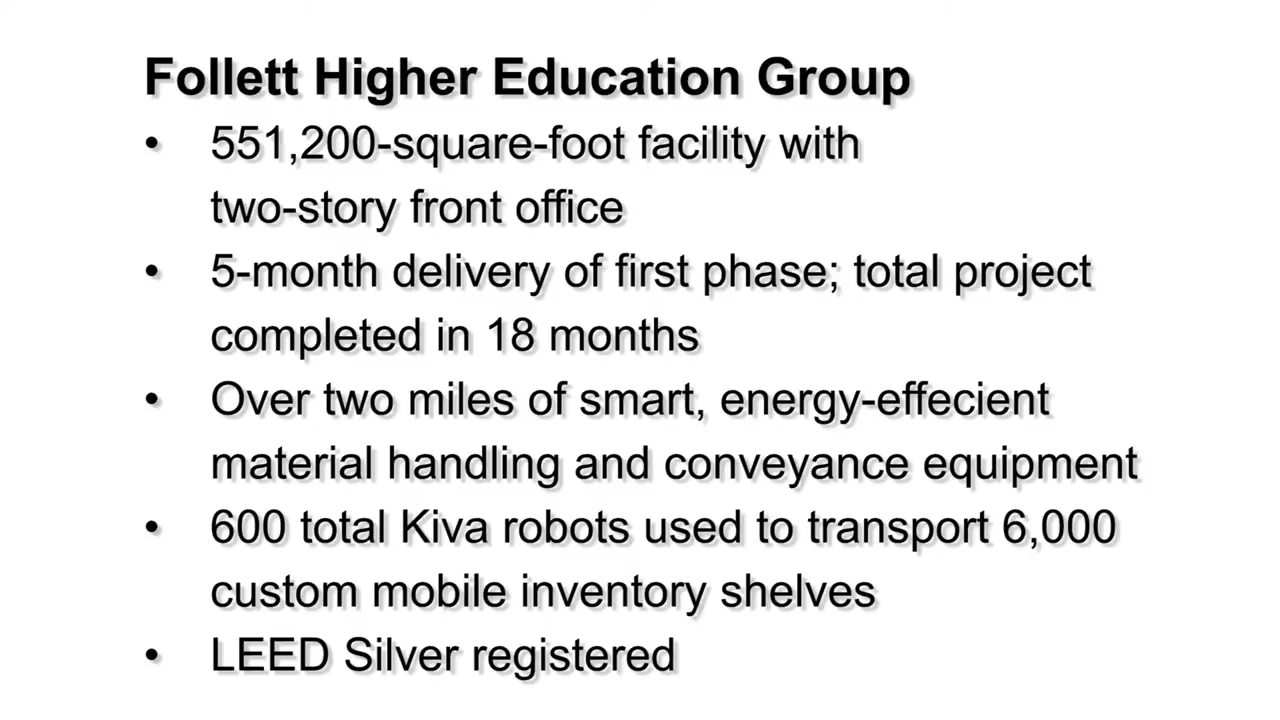 Follett Higher Education Group
• 551,200-square-foot facility with
two-story front office
• 5-month delivery of first phase; total project
completed in 18 months
• Over two miles of smart, energy-effecient
material handling and conveyance equipment
• 600 total Kiva robots used to transport 6,000
custom mobile inventory shelves
• LEED Silver registered